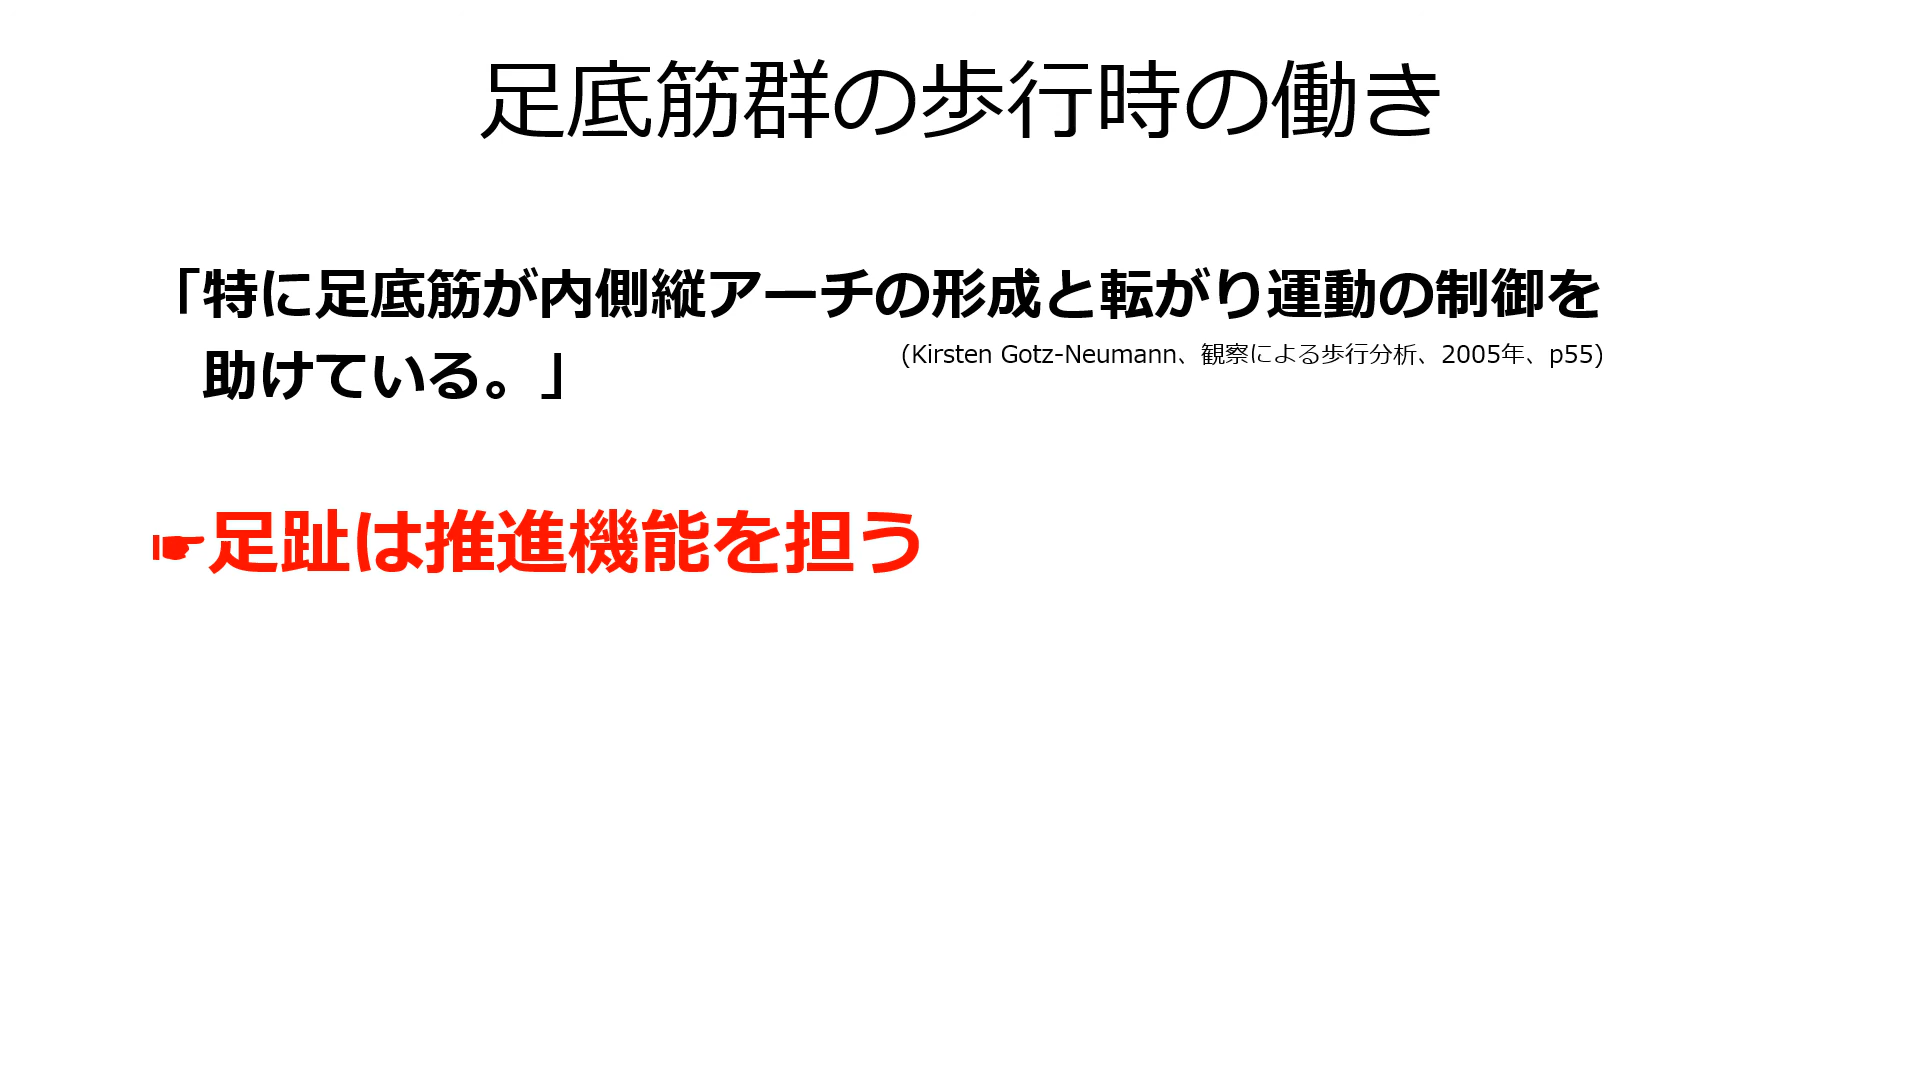 足底筋群の歩行時の働き
「特に足底筋が内側縦アーチの形成と転がり運動の制御を
助けている。」
(Kirsten Gotz-Neumann、観察による歩行分析、2005年、p55)
☛足趾は推進機能を担う